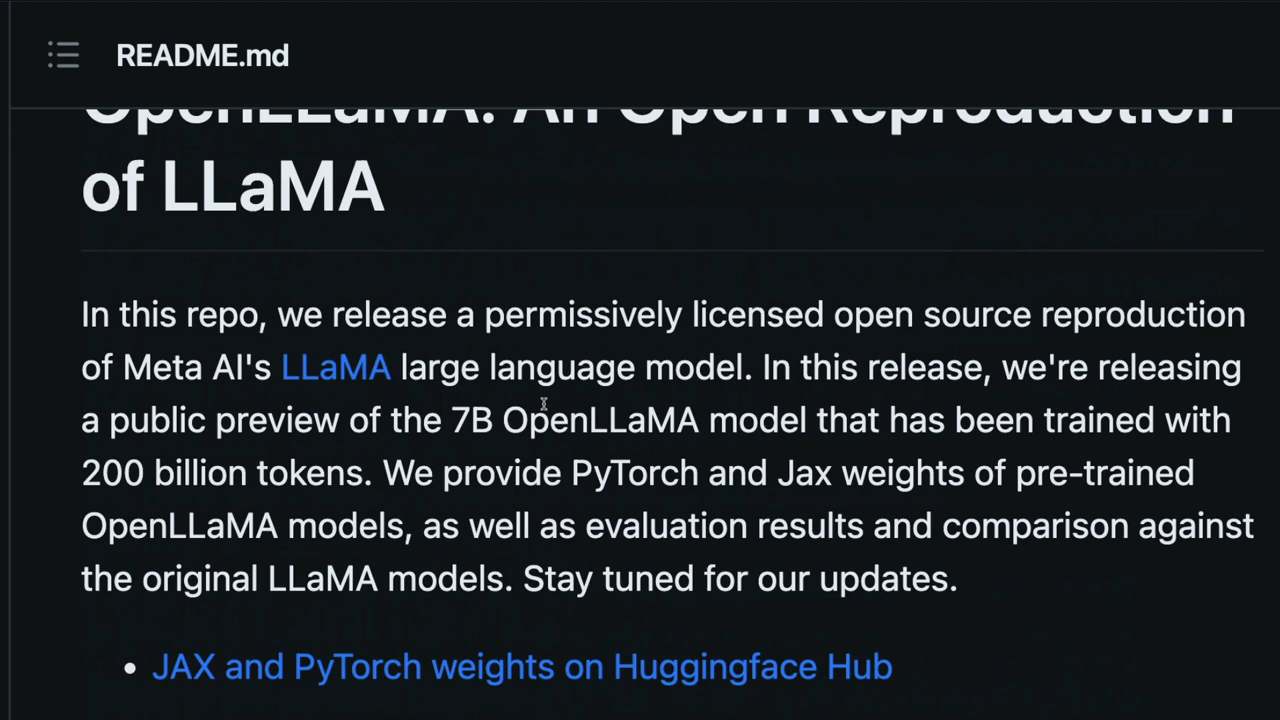 README.md
OpenLLaMA: An Open Reproduction
of LLaMA
In this repo, we release a permissively licensed open source reproduction
of Meta AI's LLaMA large language model. In this release, we're releasing
a public preview of the 7B OpenLLaMA model that has been trained with
200 billion tokens. We provide PyTorch and Jax weights of pre-trained
OpenLLaMA models, as well as evaluation results and comparison against
the original LLaMA models. Stay tuned for our updates.
JAX and PyTorch weights on Huggingface Hub